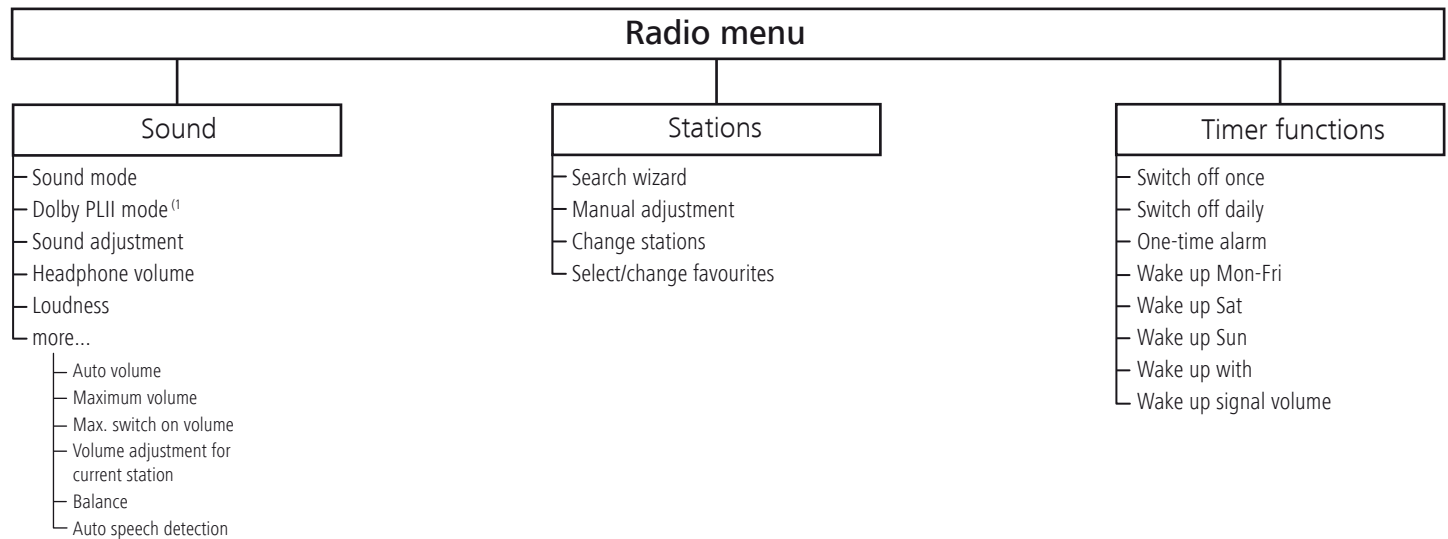 Radio menu
Sound
Sound mode
Dolby PLII mode (1
Sound adjustment
Headphone volume
Loudness
more...
Auto volume
Maximum volume
Max. switch on volume
Volume adjustment for
current station
Balance
Auto speech detection
Stations
Search wizard
Manual adjustment
Change stations
Select/change favourites
Timer functions
Switch off once
Switch off daily
One-time alarm
Wake up Mon-Fri
Wake up Sat
Wake up Sun
Wake up with
Wake up signal volume